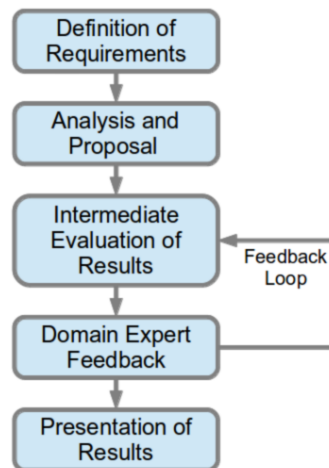 Definition of
Requirements
Analysis and
Proposal
Intermediate
Evaluation of
Results
Feedback
Loop
Domain Expert
Feedback
Presentation of
Results